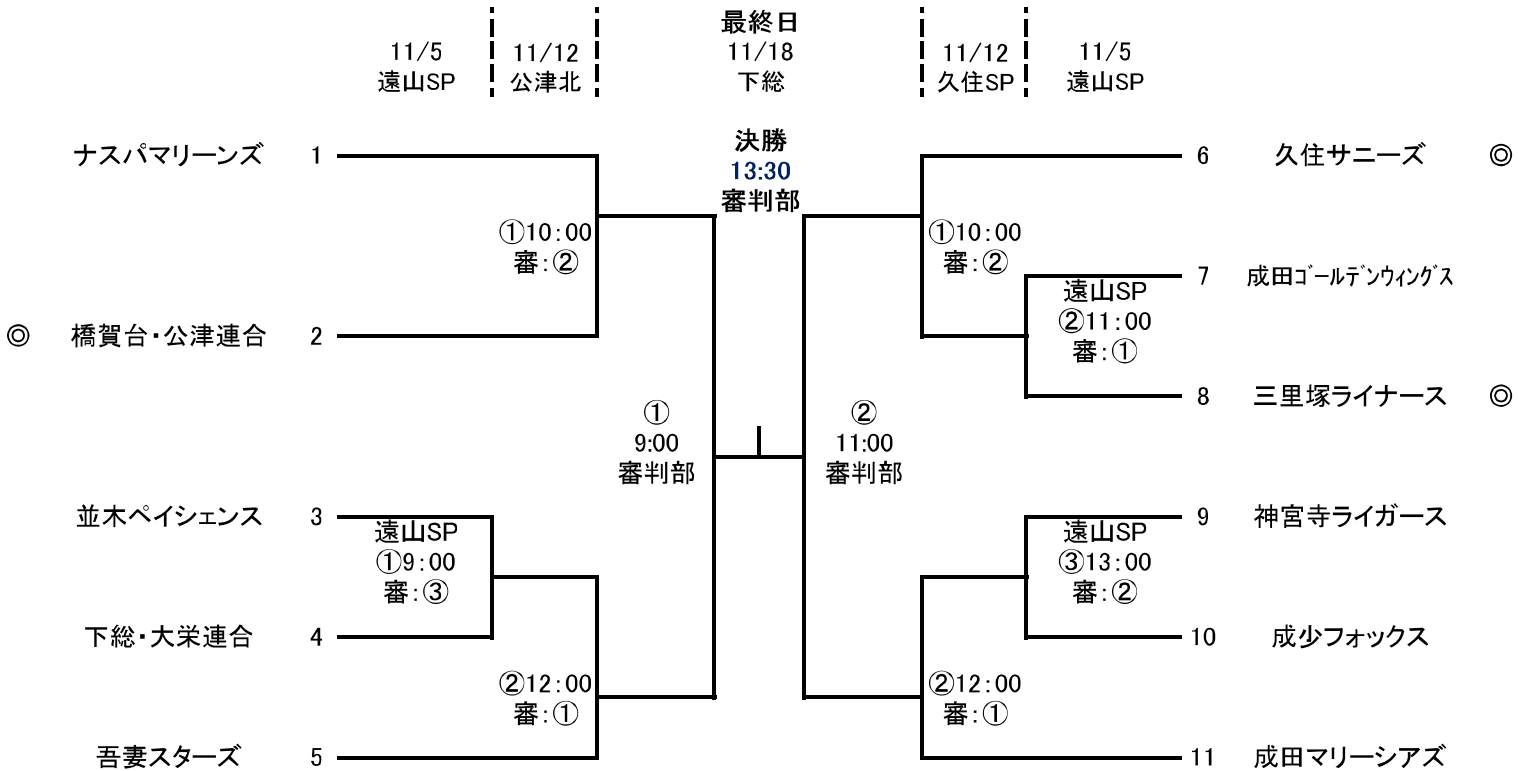 最終日
11/5 11/12 11/18 11/12 11/5
遠山SP 公津北 下総 久住SP 遠山SP
決勝
13:30
審判部
ナスパマリーンズ 1
6 久住サニーズ ◎
①10:00
審:②
①10:00
審:②
7 成田ｺﾞｰﾙﾃﾞﾝｳｨﾝｸﾞｽ
遠山SP
②11:00
審:①
◎ 橋賀台・公津連合 2
8 三里塚ライナース ◎
①
9:00
審判部
②
11:00
審判部
並木ペイシェンス 3
遠山SP
①9:00
審:③
9 神宮寺ライガース
遠山SP
③13:00
審:②
下総・大栄連合 4
10 成少フォックス
②12:00
審:①
②12:00
審:①
吾妻スターズ 5
11 成田マリーシアズ